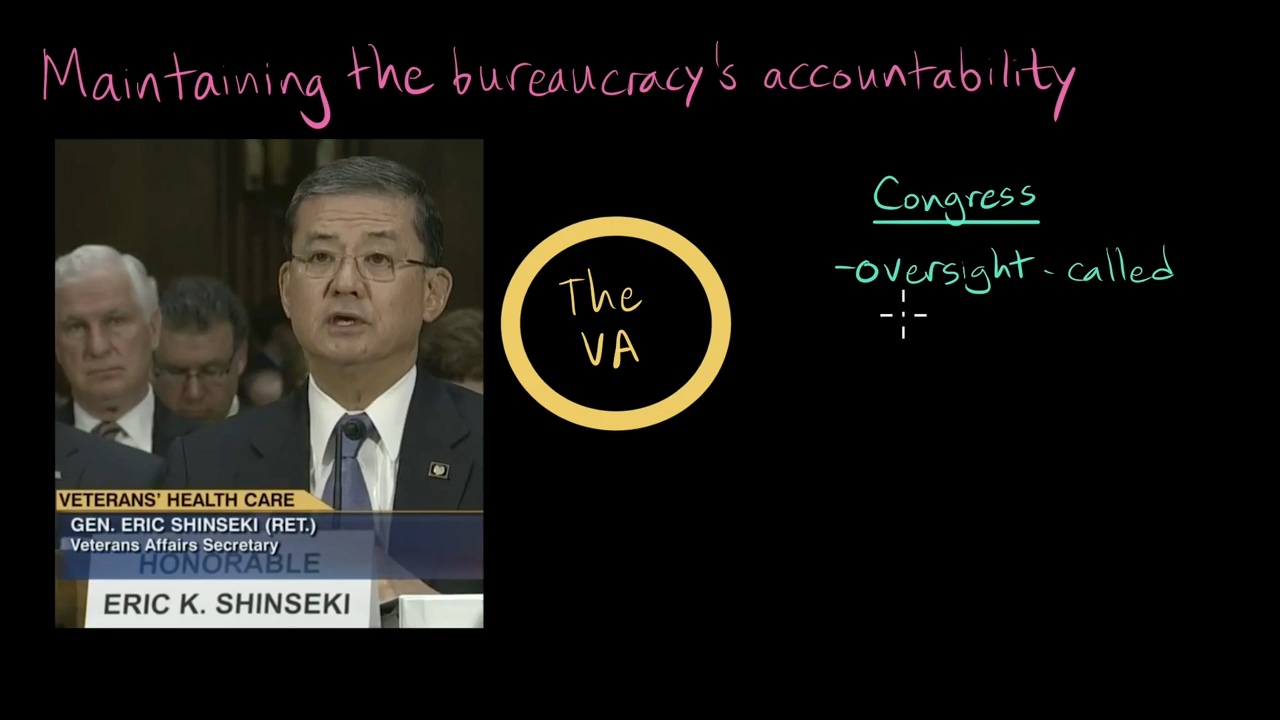 Maintaining the bureaucracy's accountability
Congress
-oversight - called
The
VA
VETERANS' HEALTH CARE
GEN. ERIC SHINSEKI (RET.)
Veterans Affairs Secretary
HONORABLE
ERIC K. SHINSEKI